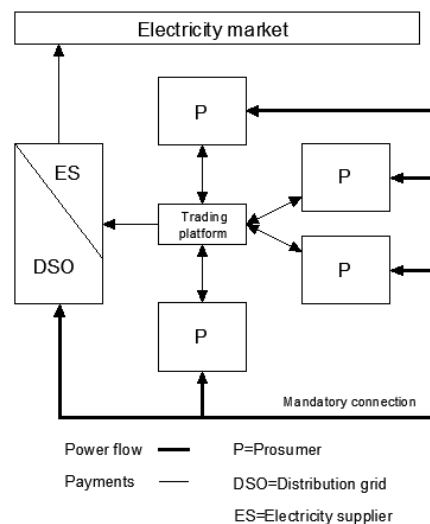 Electricity market
P
ES
P
Trading
platform
P
DSO
P
Mandatory connection
Power flow
P=Prosumer
Payments
DSO=Distribution grid
ES=Electricity supplier